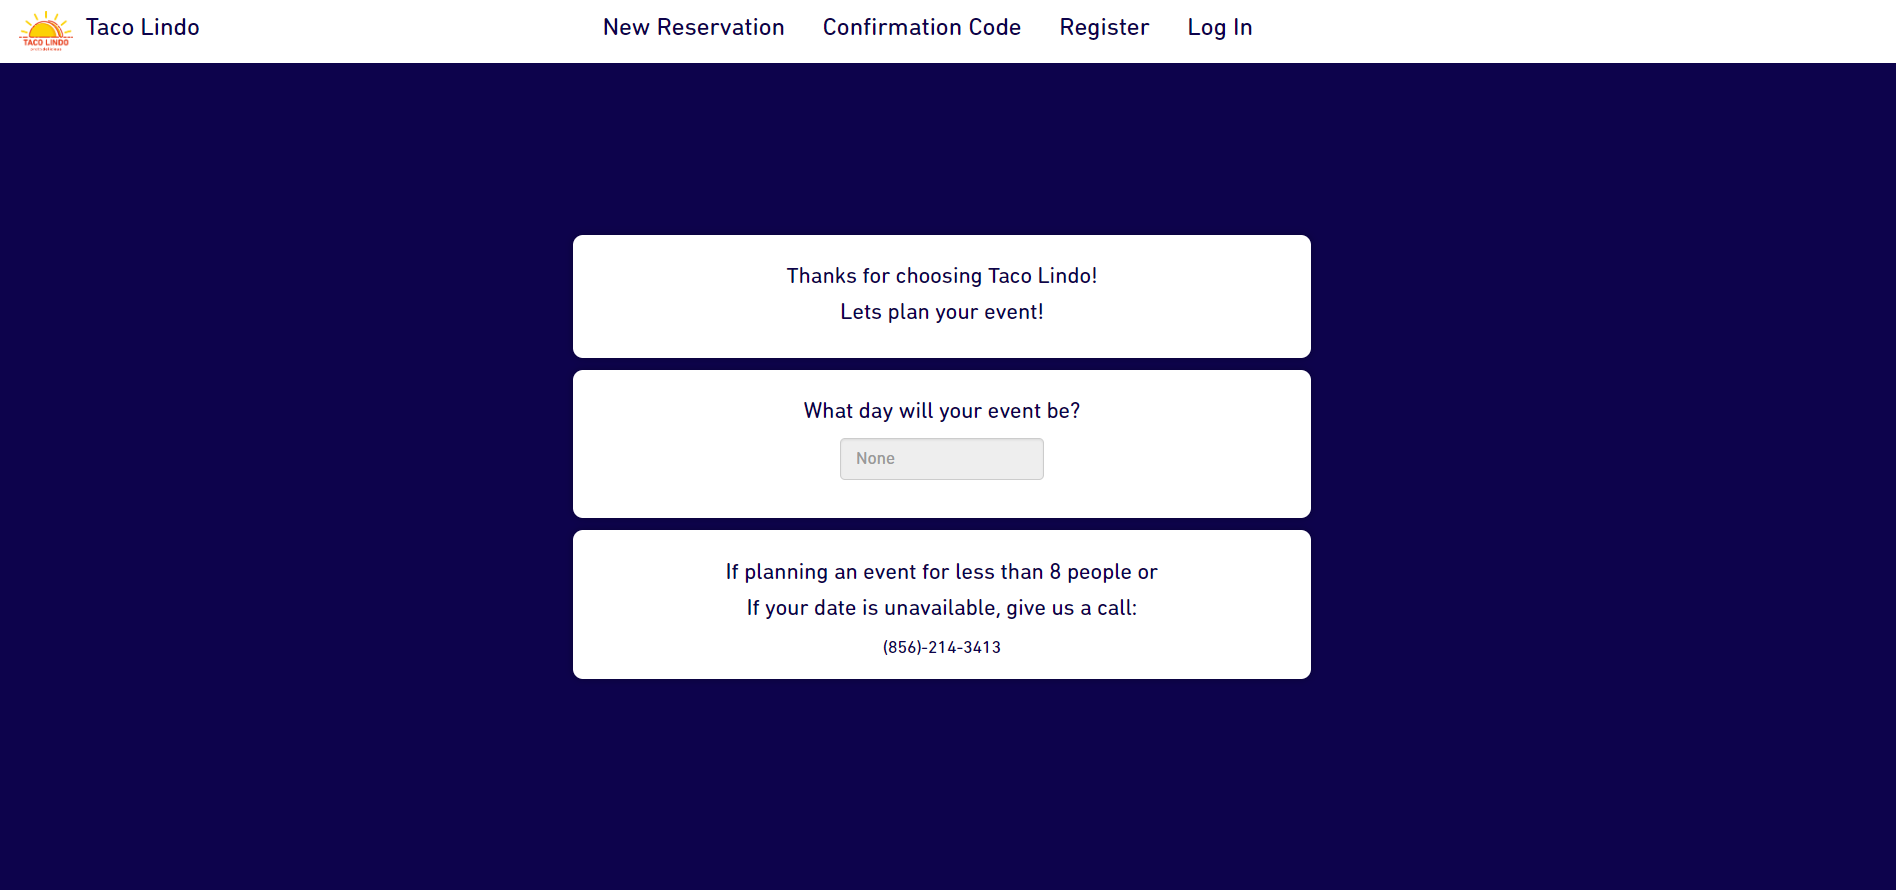 TACO LINDO
Taco Lindo
New Reservation
Confirmation Code
Register
Log In
Thanks for choosing Taco Lindo!
Lets plan your event!
What day will your event be?
None
If planning an event for less than 8 people or
If your date is unavailable, give us a call:
(856)-214-3413